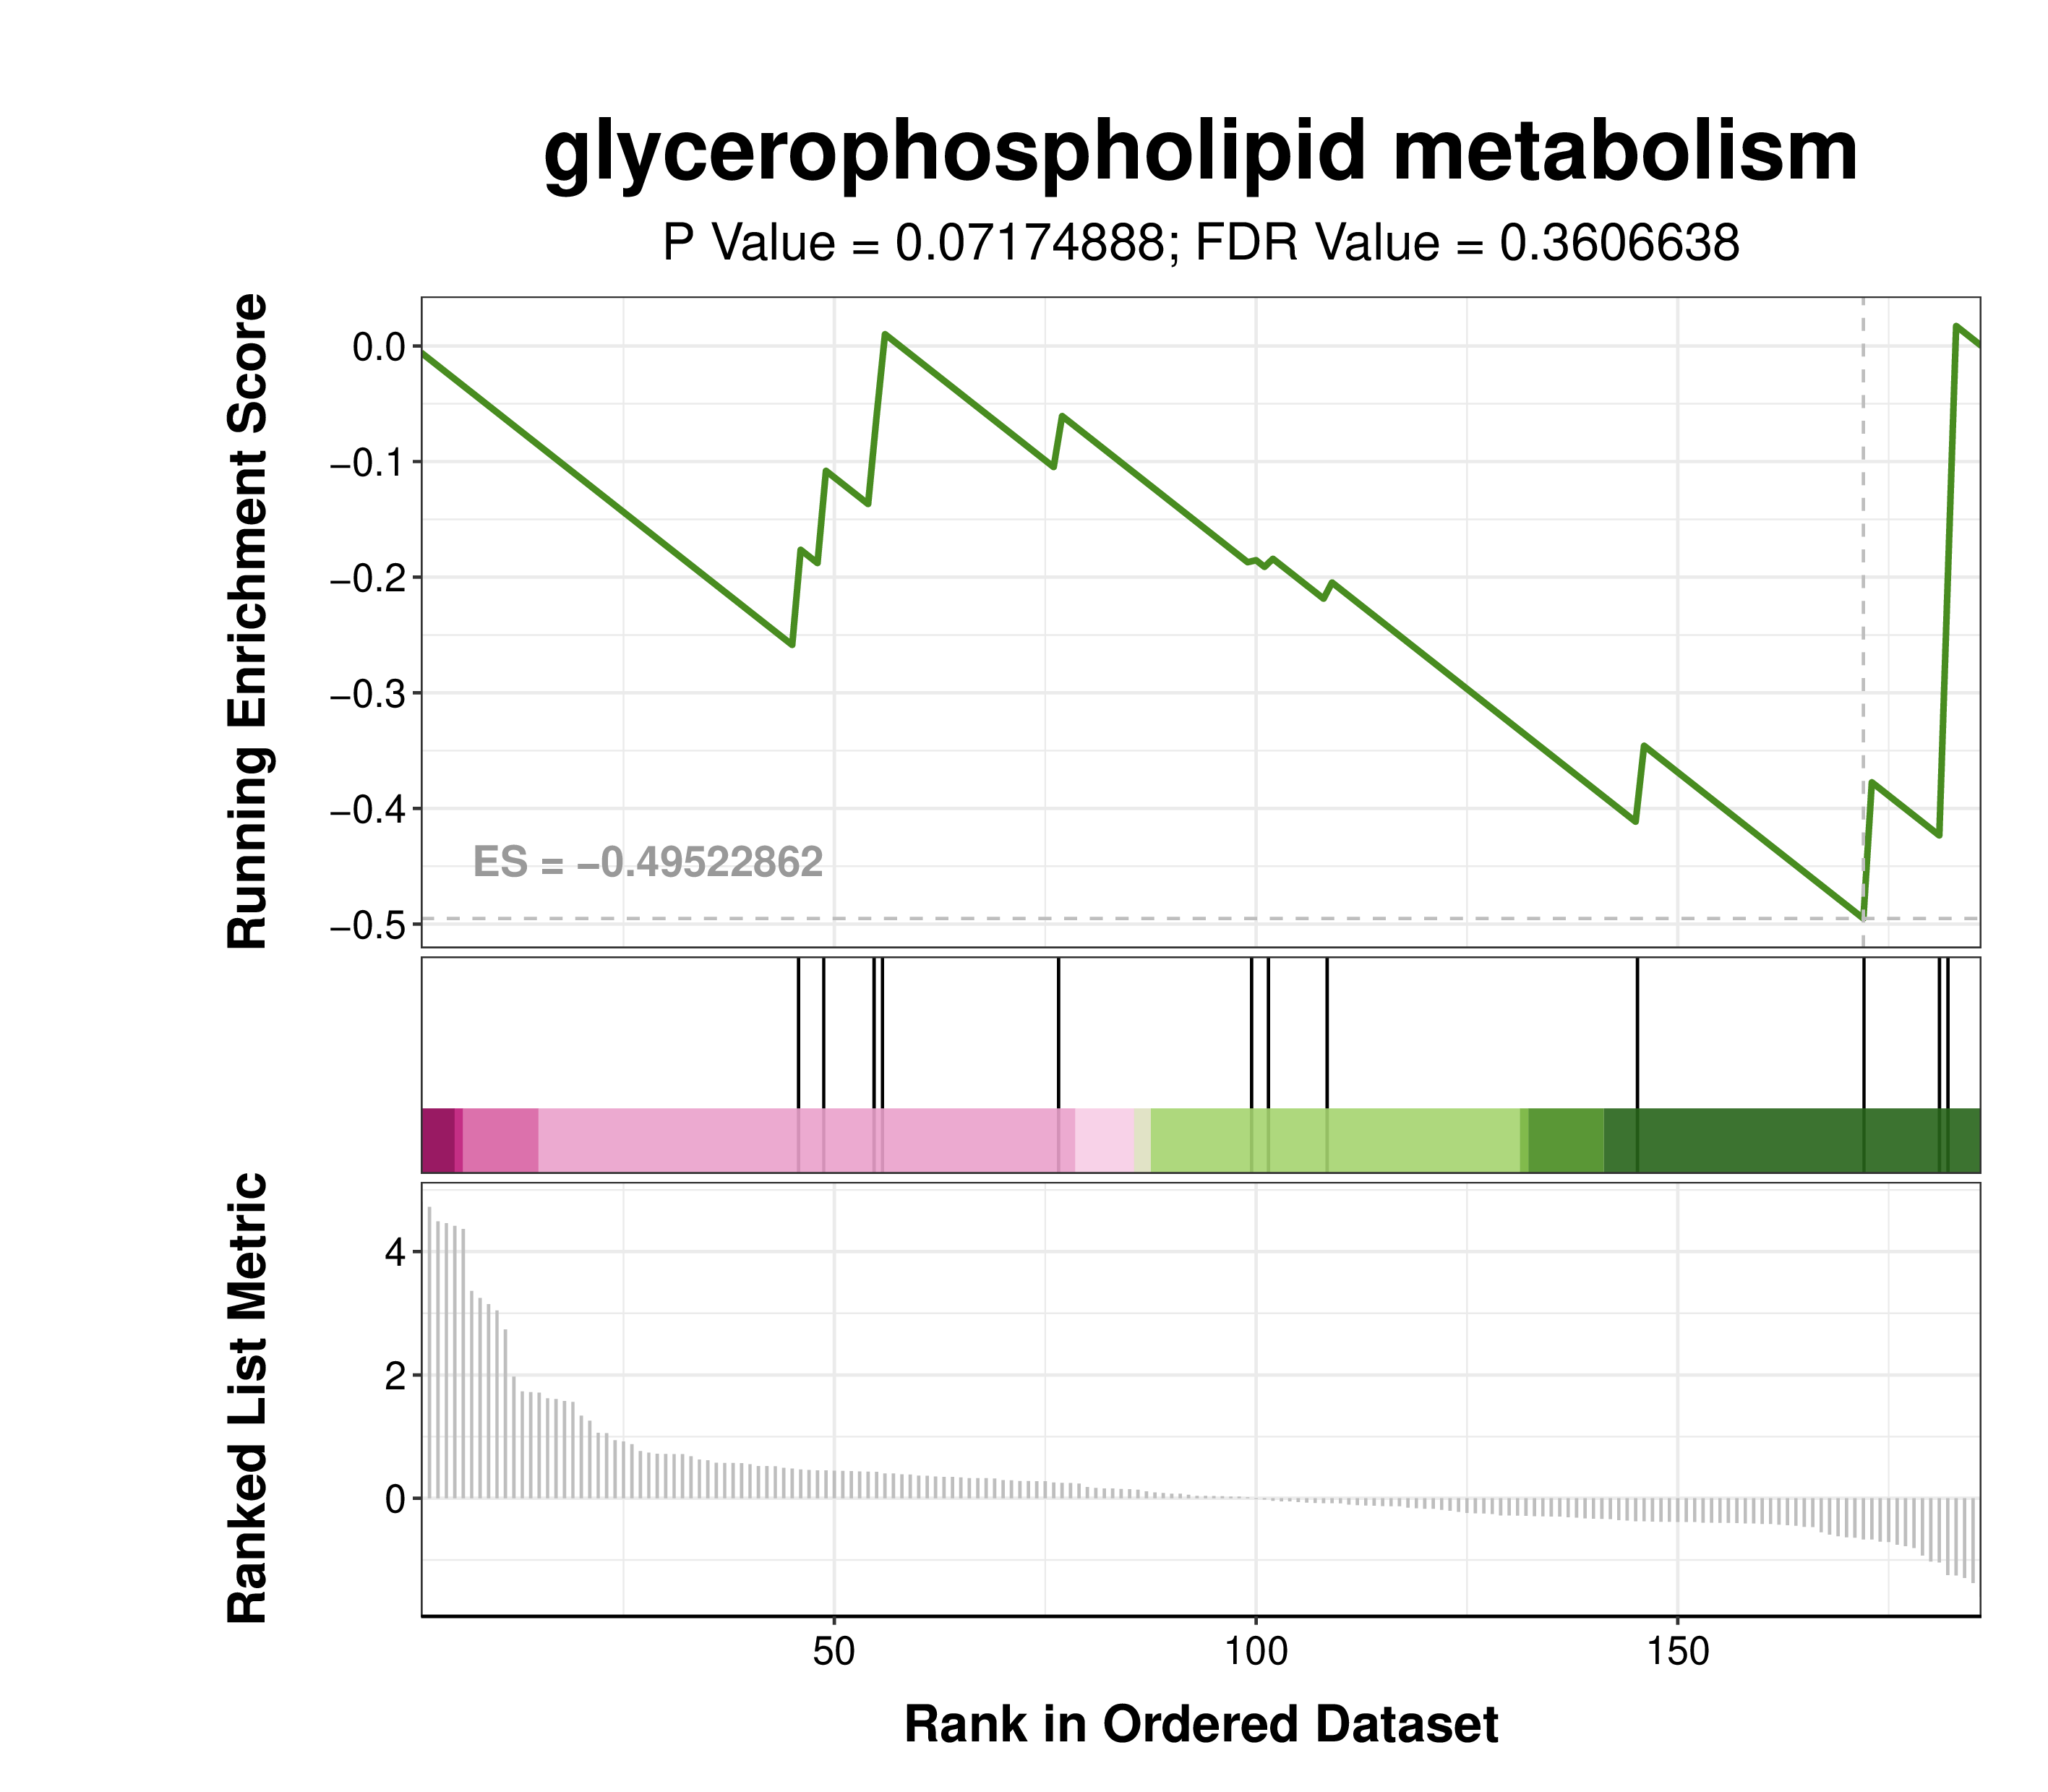 glycerophospholipid metabolism
P Value = 0.07174888; FDR Value = 0.3606638
Running Enrichment Score
0.0
−0.1
−0.2
−0.3
−0.4
−0.5
ES = −0.49522862
Ranked List Metric
4
2
0
50 100 150
Rank in Ordered Dataset